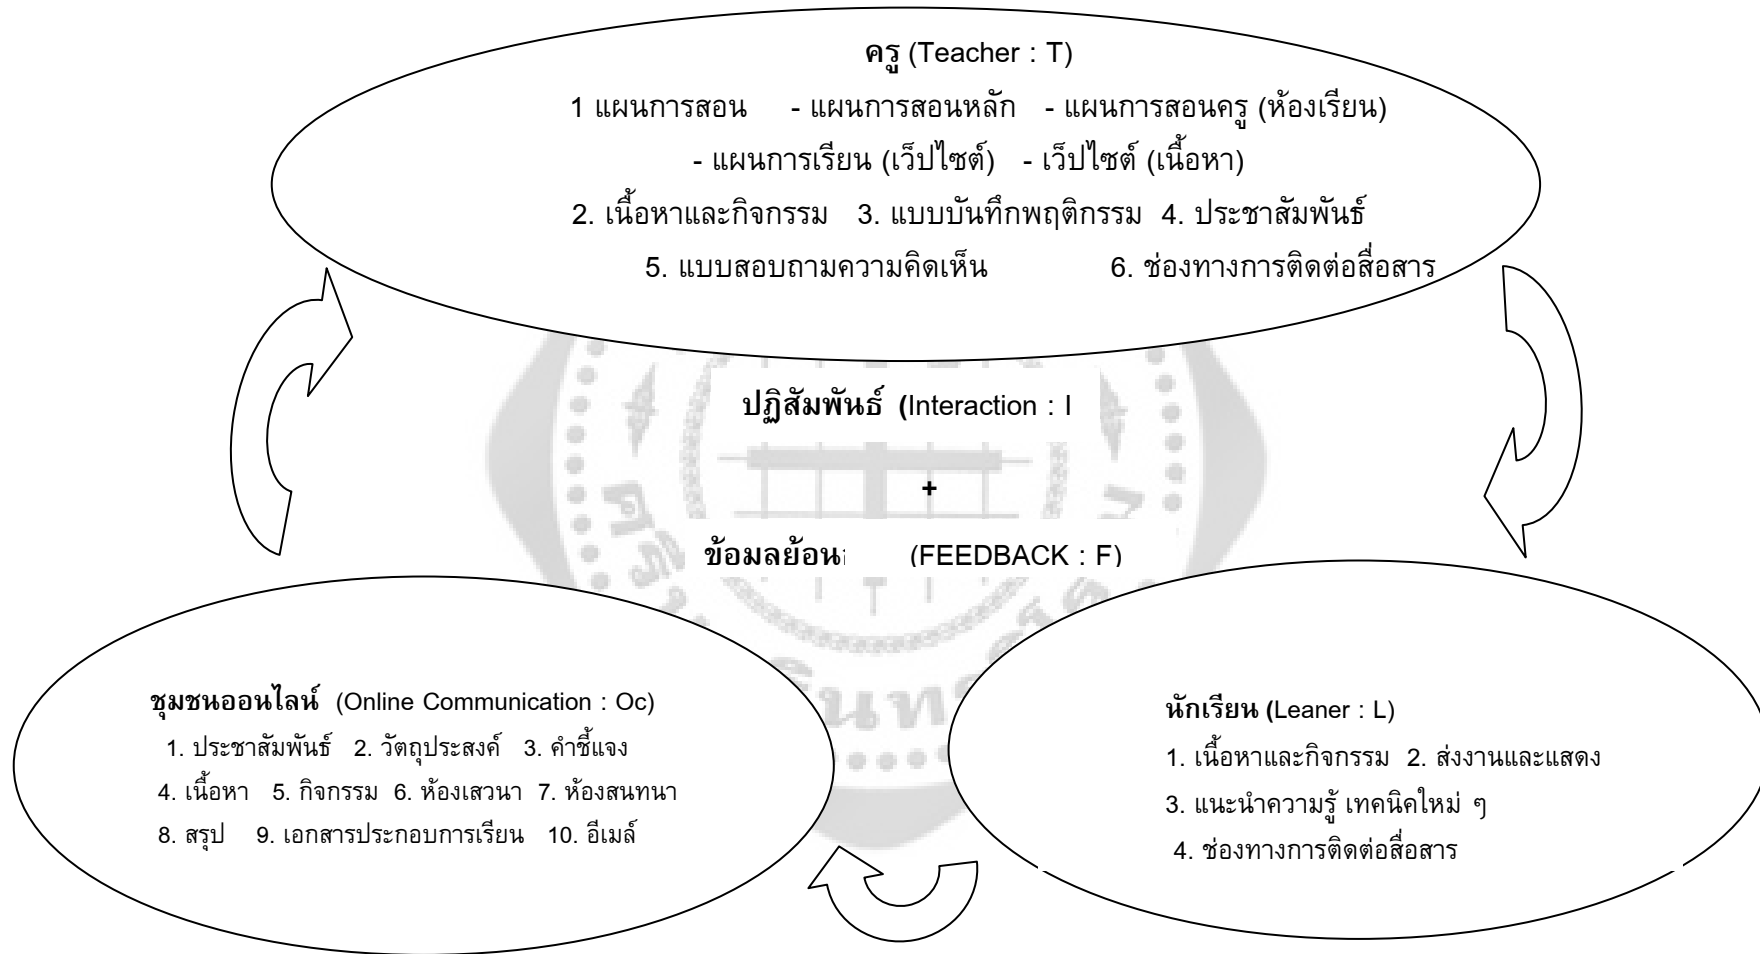 ครู (Teacher : T)
1 แผนการสอน - แผนการสอนหลัก - แผนการสอนครู (ห้องเรียน)
- แผนการเรียน (เว็ปไซต์) - เว็ปไซต์ (เนื้อหา)
2. เนื้อหาและกิจกรรม 3. แบบบันทึกพฤติกรรม 4. ประชาสัมพันธ์
5. แบบสอบถามความคิดเห็น 6. ช่องทางการติดต่อสื่อสาร
ปฏิสัมพันธ์ (Interaction : I
+
(FEEDBACK : F)
ชุมชนออนไลน์ (Online Communication : Oc)
1. ประชาสัมพันธ์ 2. วัตถุประสงค์ 3. คำชี้แจง
4. เนื้อหา 5. กิจกรรม 6. ห้องเสวนา 7. ห้องสนทนา
8. สรุป 9. เอกสารประกอบการเรียน 10. อีเมล์
นักเรียน (Leaner : L)
1. เนื้อหาและกิจกรรม 2. ส่งงานและแสดง
3. แนะนำความรู้ เทคนิคใหม่ ๆ
4. ช่องทางการติดต่อสื่อสาร